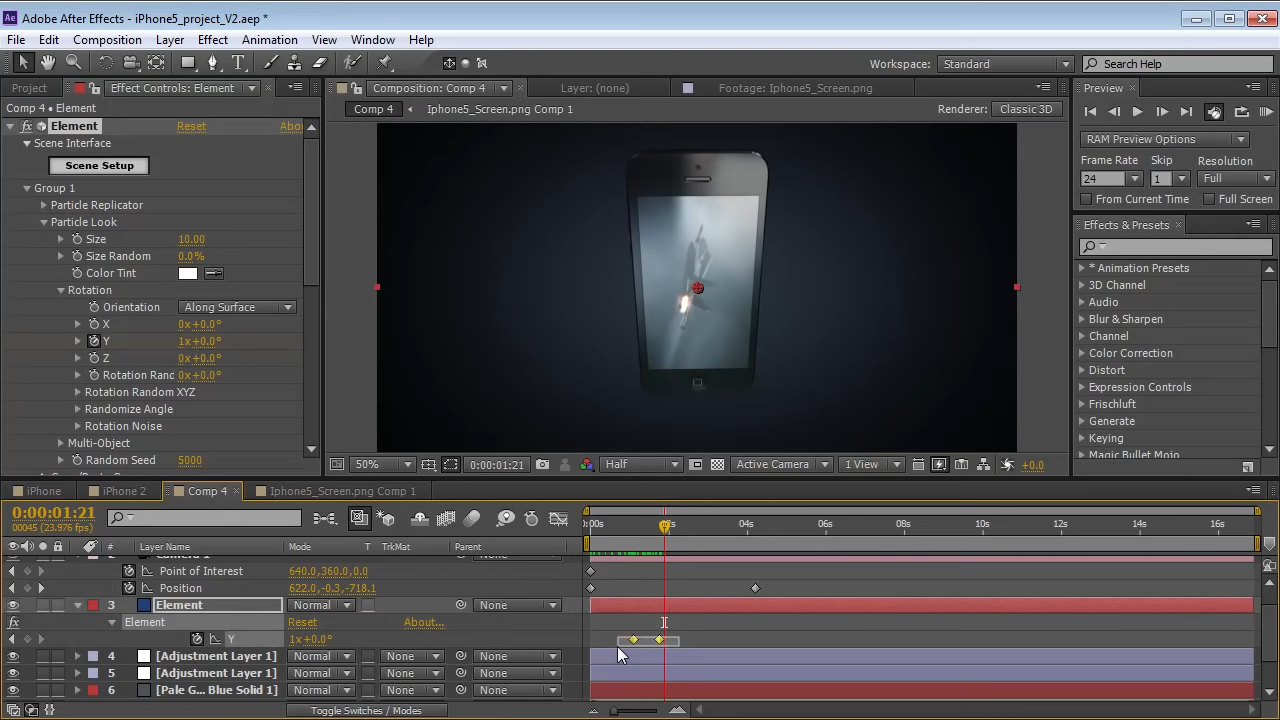 Ae Adobe After Effects - iPhone5_project_V2.aep *
File Edit Composition Layer Effect Animation View Window Help
Workspace: Standard Search Help
Project Effect Controls: Element Composition: Comp 4 Layer: (none) Footage: Iphone5_Screen.png Preview
Comp 4 • Element Comp 4 Iphone5_Screen.png Comp 1 Renderer: Classic 3D
fx Element Reset Abou
Scene Interface
Scene Setup
Group 1
Particle Replicator
Particle Look
Size 10.00
Size Random 0.0%
Color Tint
Rotation
Orientation Along Surface
X 0x+0.0°
Y 1x+0.0°
Z 0x+0.0°
Rotation Ranc 0x+0.0°
Rotation Random XYZ
Randomize Angle
Rotation Noise
Multi-Object
Random Seed 5000
RAM Preview Options
Frame Rate Skip Resolution
24 1 Full
From Current Time Full Screen
Effects & Presets
* Animation Presets
3D Channel
Audio
Blur & Sharpen
Channel
Color Correction
Distort
Expression Controls
Frischluft
Generate
Keying
Magic Bullet Mojo
50% 0:00:01:21 Half Active Camera 1 View +0.0
iPhone iPhone 2 Comp 4 Iphone5_Screen.png Comp 1
0:00:01:21
00045 (23.976 fps)
:00s 04s 06s 08s 10s 12s 14s 16s
# Layer Name Mode T TrkMat Parent
Point of Interest 640.0,360.0,0.0
Position 622.0,-0.3,-718.1
3 Element Normal None
fx Element Reset About...
Y 1x+0.0°
4 [Adjustment Layer 1] Normal None None
5 [Adjustment Layer 1] Normal None None
6 [Pale G... Blue Solid 1] Normal None None
Toggle Switches / Modes